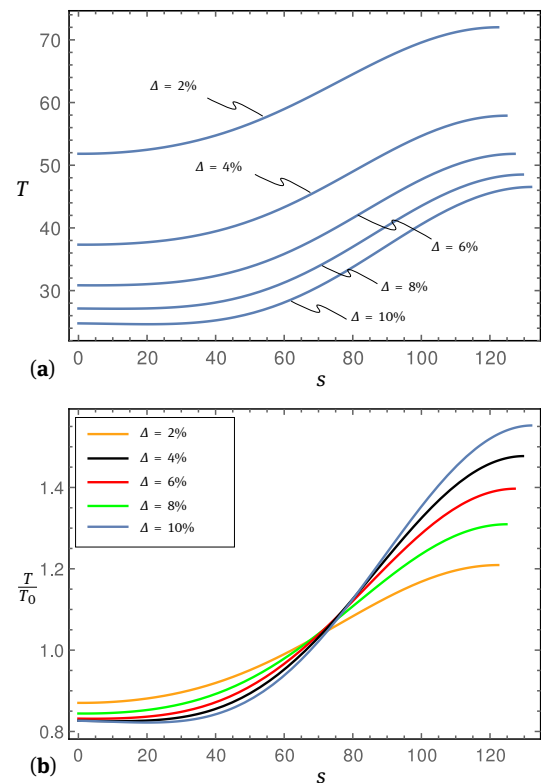 70
60
50
40
30
T
Δ = 2%
Δ = 4%
Δ = 6%
Δ = 8%
Δ = 10%
0 20 40 60 80 100 120
(a)
s
Δ = 2%
Δ = 4%
Δ = 6%
Δ = 8%
Δ = 10%
1.4
1.2
1.0
0.8
T
T0
0 20 40 60 80 100 120
(b)
s